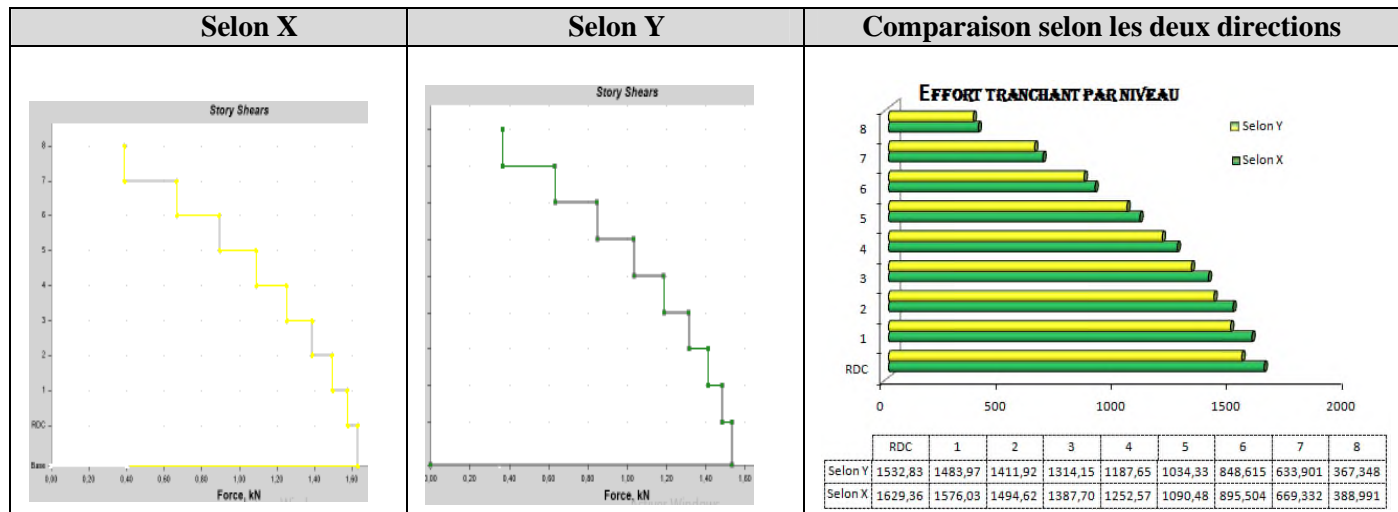 Selon X
Selon Y
Comparaison selon les deux directions
Story Shears
8
7
6
5
4
3
2
1
RDC
Base
0,00 0,20 0,40 0,60 0,80 1,00 1,20 1,40 1,60
Force, kN
Story Shears
0,00 0,20 0,40 0,60 0,80 1,00 1,20 1,40 1,60
Force, kN
EFFORT TRANCHANT PAR NIVEAU
8
7
6
5
4
3
2
1
RDC
0 500 1000 1500 2000
Selon Y
Selon X
RDC 1 2 3 4 5 6 7 8
Selon Y 1532,83 1483,97 1411,92 1314,15 1187,65 1034,33 848,615 633,901 367,348
Selon X 1629,36 1576,03 1494,62 1387,70 1252,57 1090,48 895,504 669,332 388,991